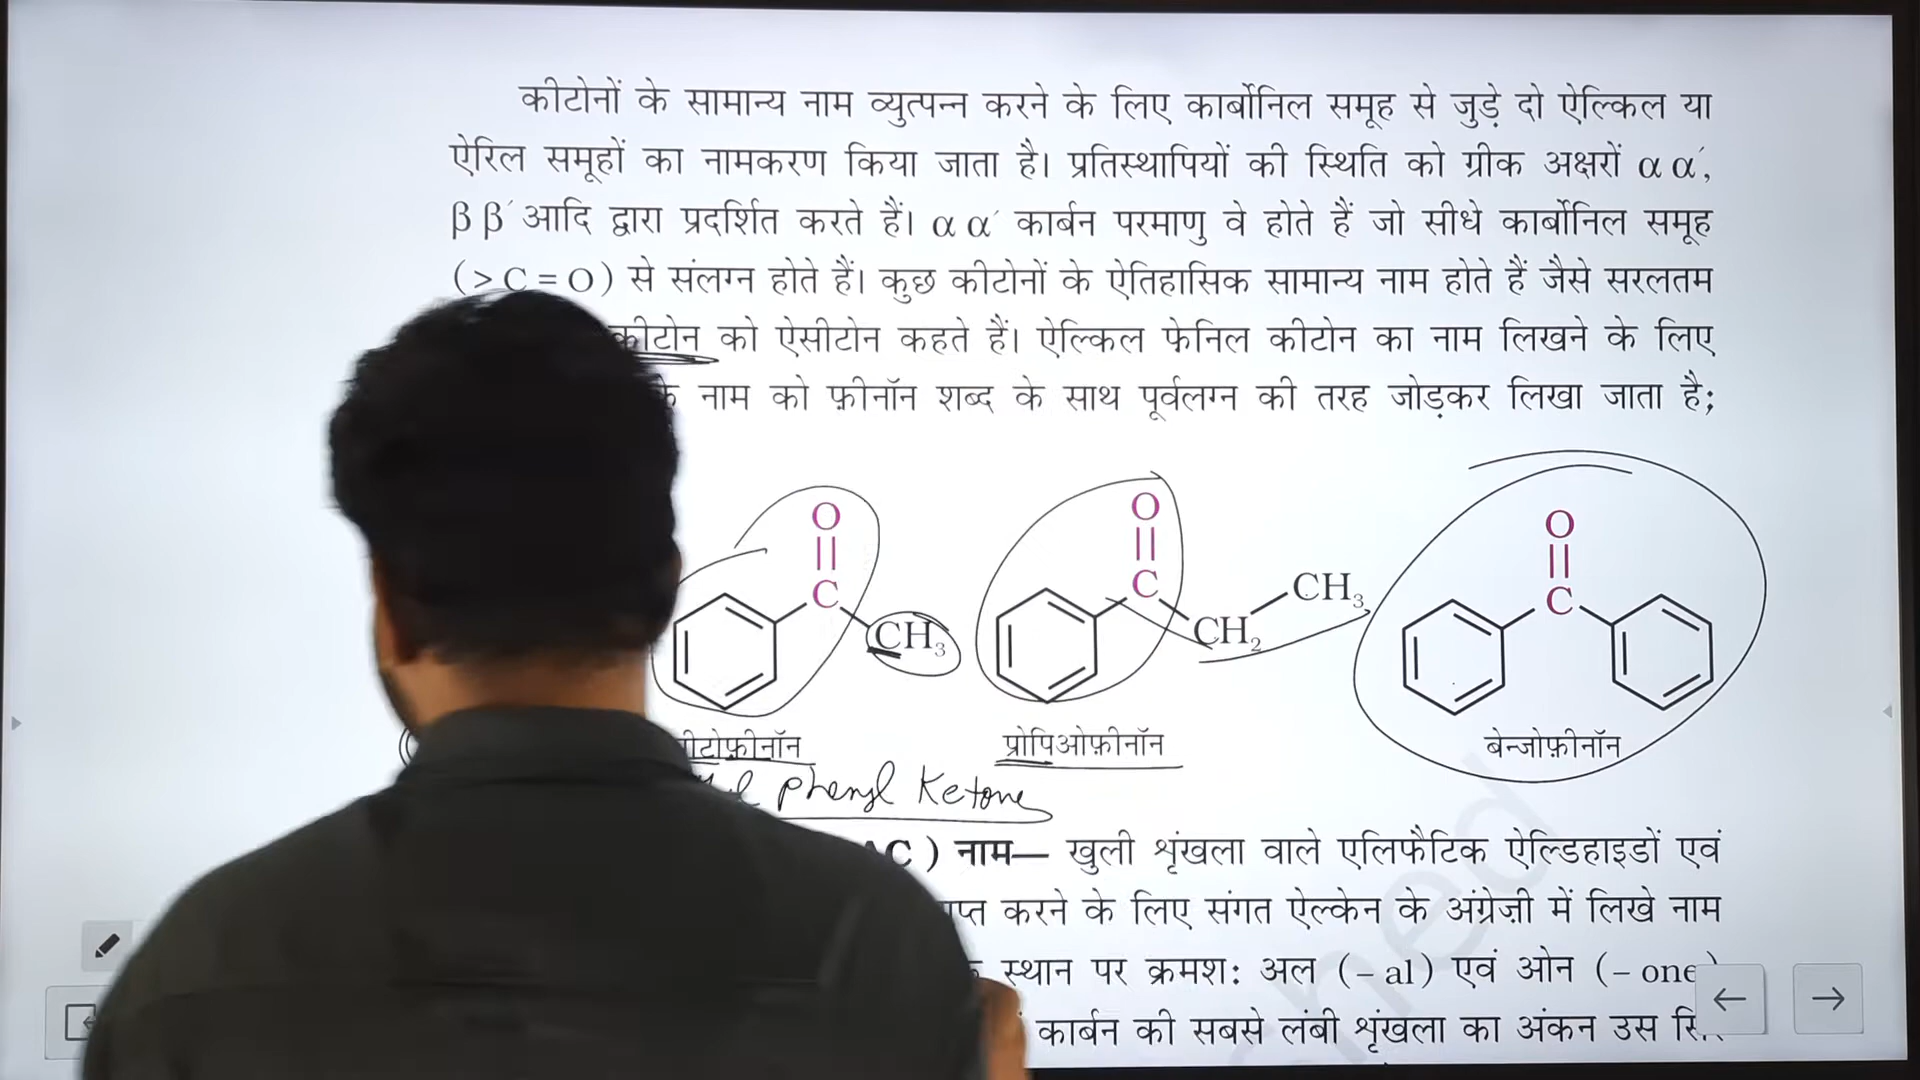 कीटोनों के सामान्य नाम व्युत्पन्न करने के लिए कार्बोनिल समूह से जुड़े दो ऐल्किल या
ऐरिल समूहों का नामकरण किया जाता है। प्रतिस्थापियों की स्थिति को ग्रीक अक्षरों α α′,
β β′ आदि द्वारा प्रदर्शित करते हैं। α α′ कार्बन परमाणु वे होते हैं जो सीधे कार्बोनिल समूह
(> C = O) से संलग्न होते हैं। कुछ कीटोनों के ऐतिहासिक सामान्य नाम होते हैं जैसे सरलतम
कीटोन को ऐसीटोन कहते हैं। ऐल्किल फेनिल कीटोन का नाम लिखने के लिए
के नाम को फ़ीनॉन शब्द के साथ पूर्वलग्न की तरह जोड़कर लिखा जाता है;
O O O
C C C
CH₃ CH₂ CH₃
प्रोपिओफ़ीनॉन बेन्जोफ़ीनॉन
phenyl Ketone
) नाम— खुली शृंखला वाले एलिफैटिक ऐल्डिहाइडों एवं
करने के लिए संगत ऐल्केन के अंग्रेज़ी में लिखे नाम
स्थान पर क्रमश: अल (– al) एवं ओन (– one)
कार्बन की सबसे लंबी शृंखला का अंकन उस